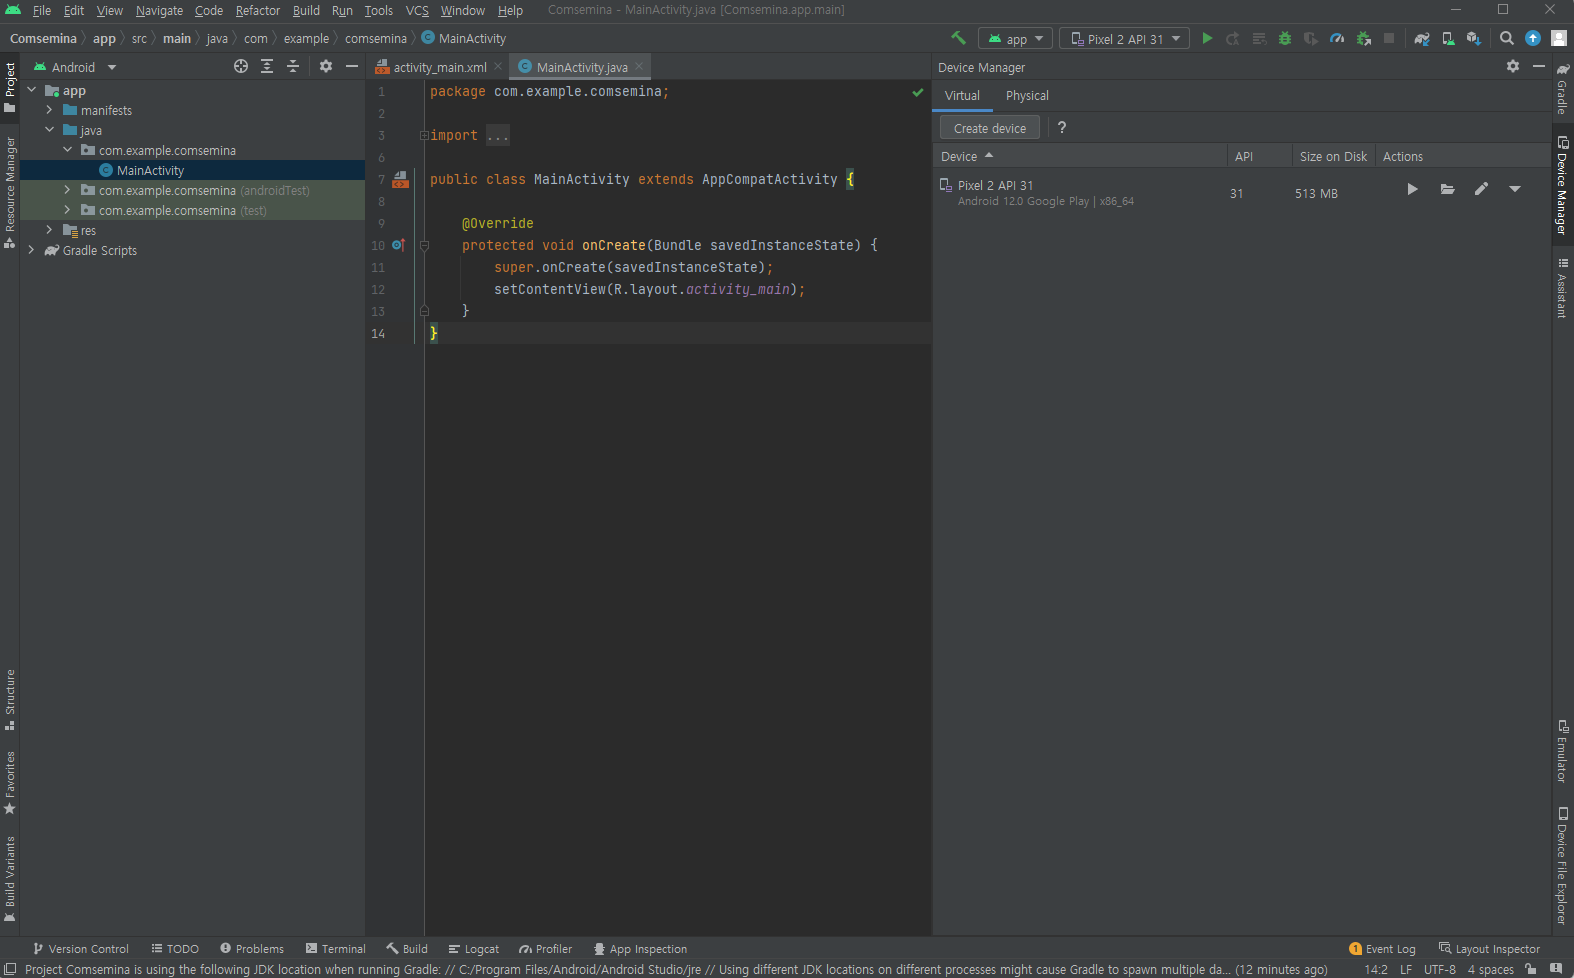 File Edit View Navigate Code Refactor Build Run Tools VCS Window Help Comsemina - MainActivity.java [Comsemina.app.main]
Comsemina app src main java com example comsemina MainActivity
app Pixel 2 API 31
Project
Resource Manager
Structure
Favorites
Build Variants
Android
app
manifests
java
com.example.comsemina
MainActivity
com.example.comsemina (androidTest)
com.example.comsemina (test)
res
Gradle Scripts
activity_main.xml MainActivity.java
1 package com.example.comsemina;
2
3 import ...
6
7 public class MainActivity extends AppCompatActivity {
8
9 @Override
10 protected void onCreate(Bundle savedInstanceState) {
11 super.onCreate(savedInstanceState);
12 setContentView(R.layout.activity_main);
13 }
14 }
Device Manager
Virtual Physical
Create device ?
Device API Size on Disk Actions
Pixel 2 API 31
Android 12.0 Google Play | x86_64
31 513 MB
Gradle
Device Manager
Assistant
Emulator
Device File Explorer
Version Control TODO Problems Terminal Build Logcat Profiler App Inspection 1 Event Log Layout Inspector
Project Comsemina is using the following JDK location when running Gradle: // C:/Program Files/Android/Android Studio/jre // Using different JDK locations on different processes might cause Gradle to spawn multiple da... (12 minutes ago) 14:2 LF UTF-8 4 spaces